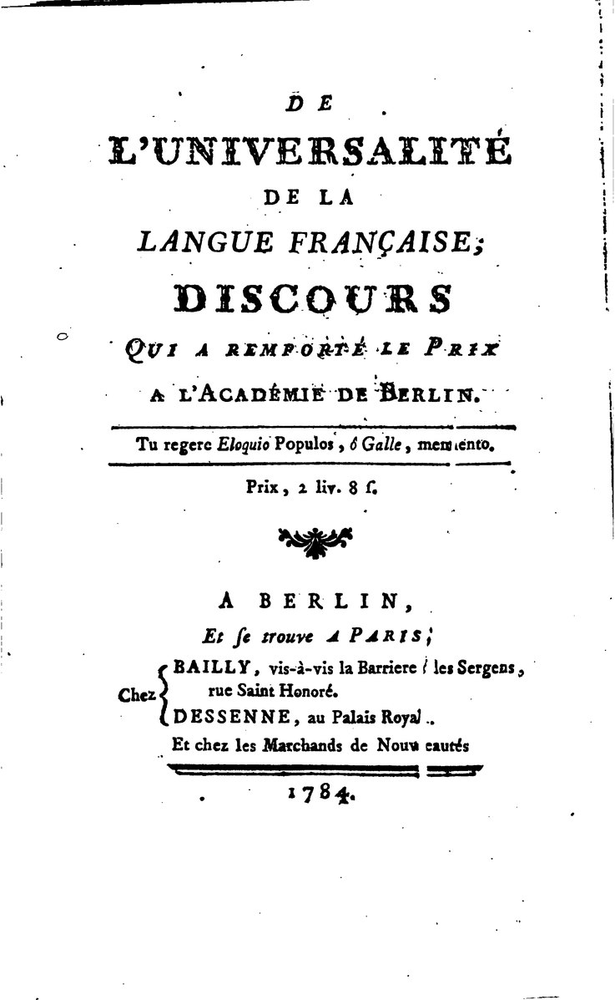 DE
L'UNIVERSALITÉ
DE LA
LANGUE FRANÇAISE;
DISCOURS
QUI A REMPORTÉ LE PRIX
A L'ACADÉMIE DE BERLIN.
Tu regere Eloquio Populos, ô Galle, memento.
Prix, 2 liv. 8 ſ.
A BERLIN,
Et ſe trouve A PARIS;
Chez
BAILLY, vis-à-vis la Barriere les Sergens,
rue Saint Honoré.
DESSENNE, au Palais Royal.
Et chez les Marchands de Nouveautés
1784.